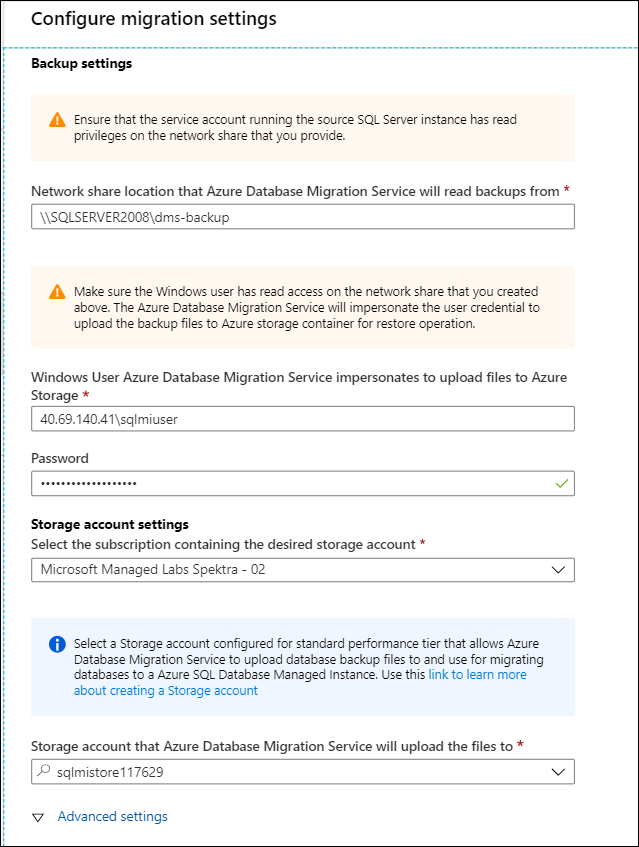 Configure migration settings
Backup settings
Ensure that the service account running the source SQL Server instance has read
privileges on the network share that you provide.
Network share location that Azure Database Migration Service will read backups from *
\\SQLSERVER2008\dms-backup
Make sure the Windows user has read access on the network share that you created
above. The Azure Database Migration Service will impersonate the user credential to
upload the backup files to Azure storage container for restore operation.
Windows User Azure Database Migration Service impersonates to upload files to Azure
Storage *
40.69.140.41\sqlmiuser
Password
•••••••••••••••••••
Storage account settings
Select the subscription containing the desired storage account *
Microsoft Managed Labs Spektra - 02
Select a Storage account configured for standard performance tier that allows Azure
Database Migration Service to upload database backup files to and use for migrating
databases to a Azure SQL Database Managed Instance. Use this link to learn more
about creating a Storage account
Storage account that Azure Database Migration Service will upload the files to *
sqlmistore117629
Advanced settings